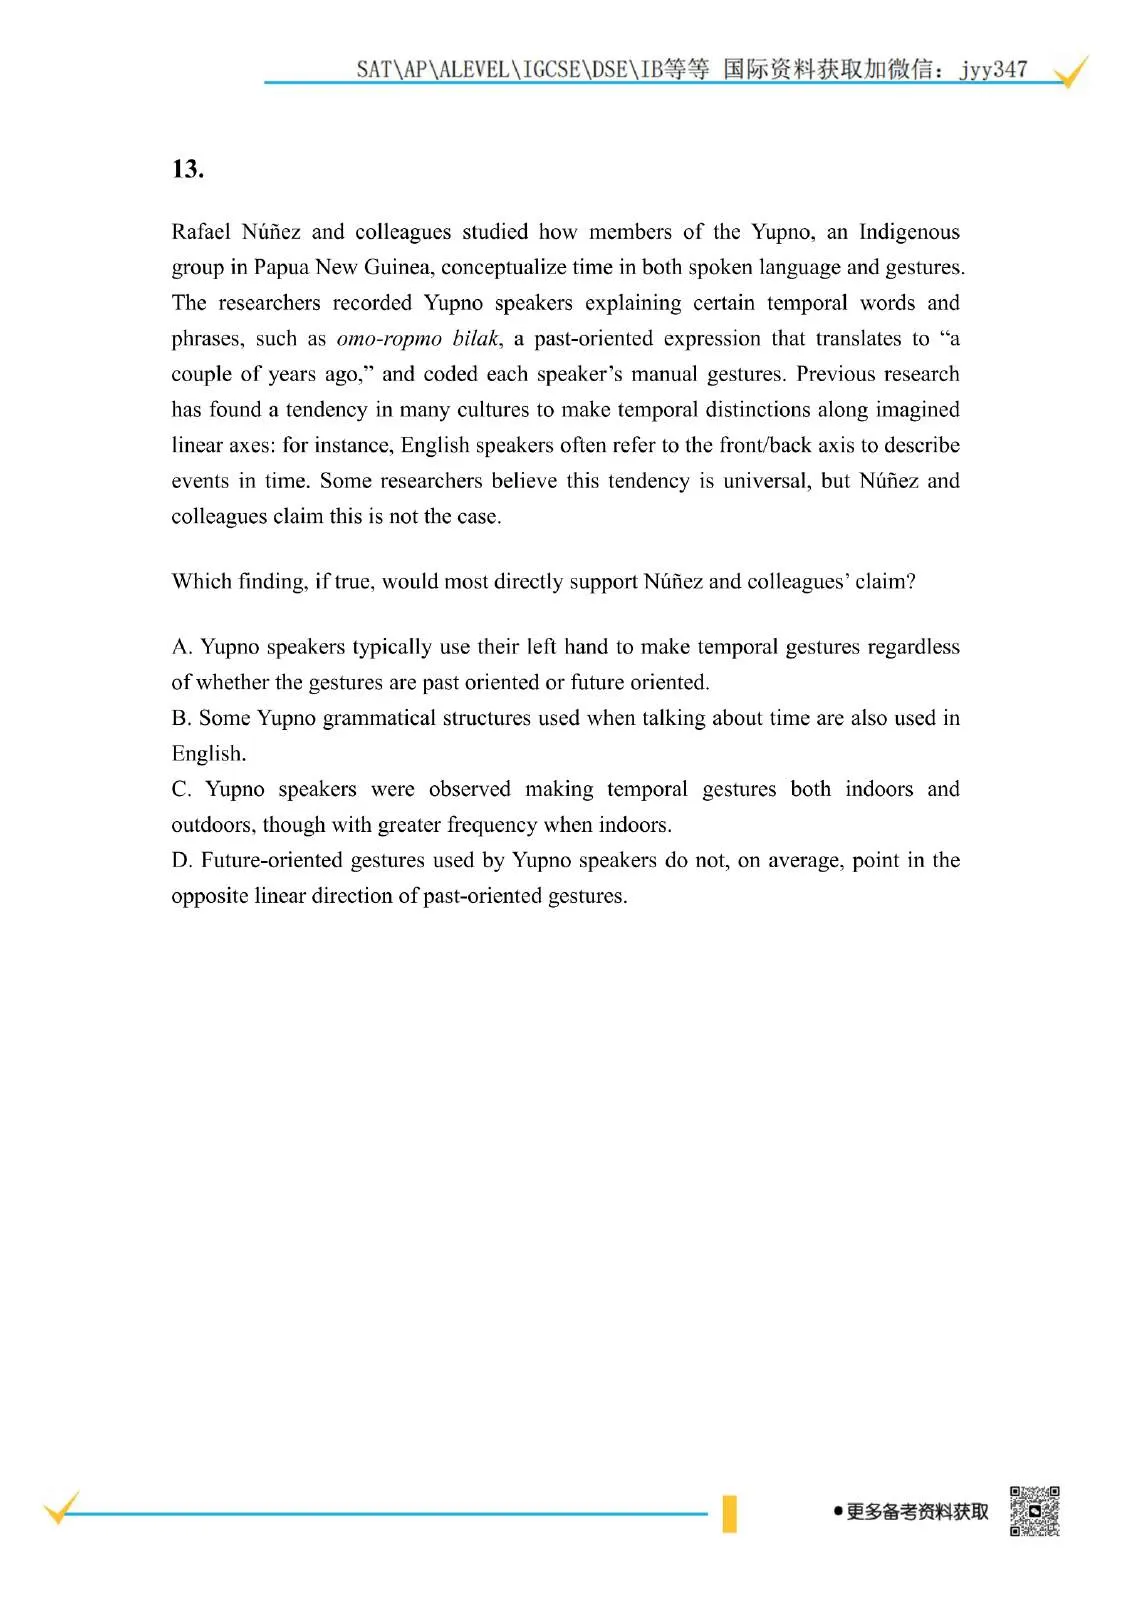 SAT\AP\ALEVEL\IGCSE\DSE\IB等等 国际资料获取加微信：jyy347
13.
Rafael Núñez and colleagues studied how members of the Yupno, an Indigenous
group in Papua New Guinea, conceptualize time in both spoken language and gestures.
The researchers recorded Yupno speakers explaining certain temporal words and
phrases, such as omo-ropmo bilak, a past-oriented expression that translates to “a
couple of years ago,” and coded each speaker’s manual gestures. Previous research
has found a tendency in many cultures to make temporal distinctions along imagined
linear axes: for instance, English speakers often refer to the front/back axis to describe
events in time. Some researchers believe this tendency is universal, but Núñez and
colleagues claim this is not the case.
Which finding, if true, would most directly support Núñez and colleagues’ claim?
A. Yupno speakers typically use their left hand to make temporal gestures regardless
of whether the gestures are past oriented or future oriented.
B. Some Yupno grammatical structures used when talking about time are also used in
English.
C. Yupno speakers were observed making temporal gestures both indoors and
outdoors, though with greater frequency when indoors.
D. Future-oriented gestures used by Yupno speakers do not, on average, point in the
opposite linear direction of past-oriented gestures.
●更多备考资料获取